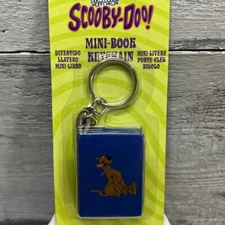 SCOOBY-DOO!
MINI-BOOK
KEYCHAIN
DIVERTIDO
LLAVERO
MINI-LIBRO
MINI-LIVRE
PORTE-CLÉS
RIGOLO